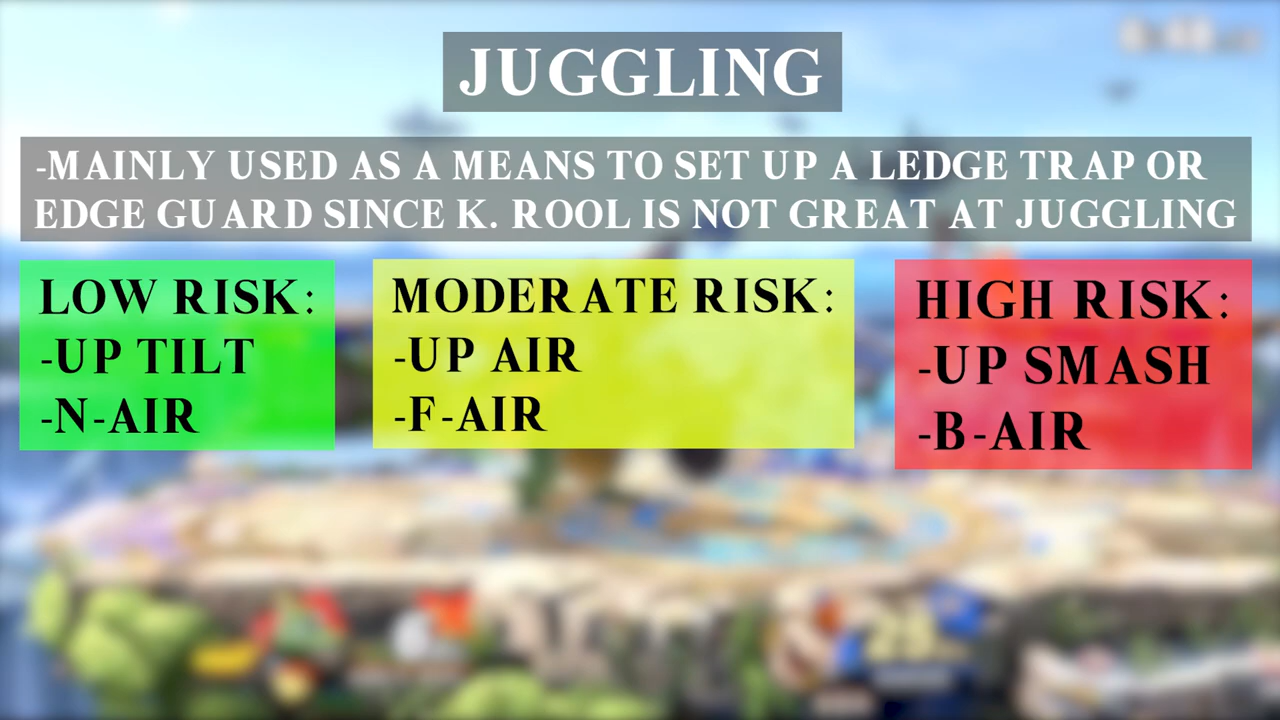 JUGGLING
-MAINLY USED AS A MEANS TO SET UP A LEDGE TRAP OR
EDGE GUARD SINCE K. ROOL IS NOT GREAT AT JUGGLING
LOW RISK:
-UP TILT
-N-AIR
MODERATE RISK:
-UP AIR
-F-AIR
HIGH RISK:
-UP SMASH
-B-AIR